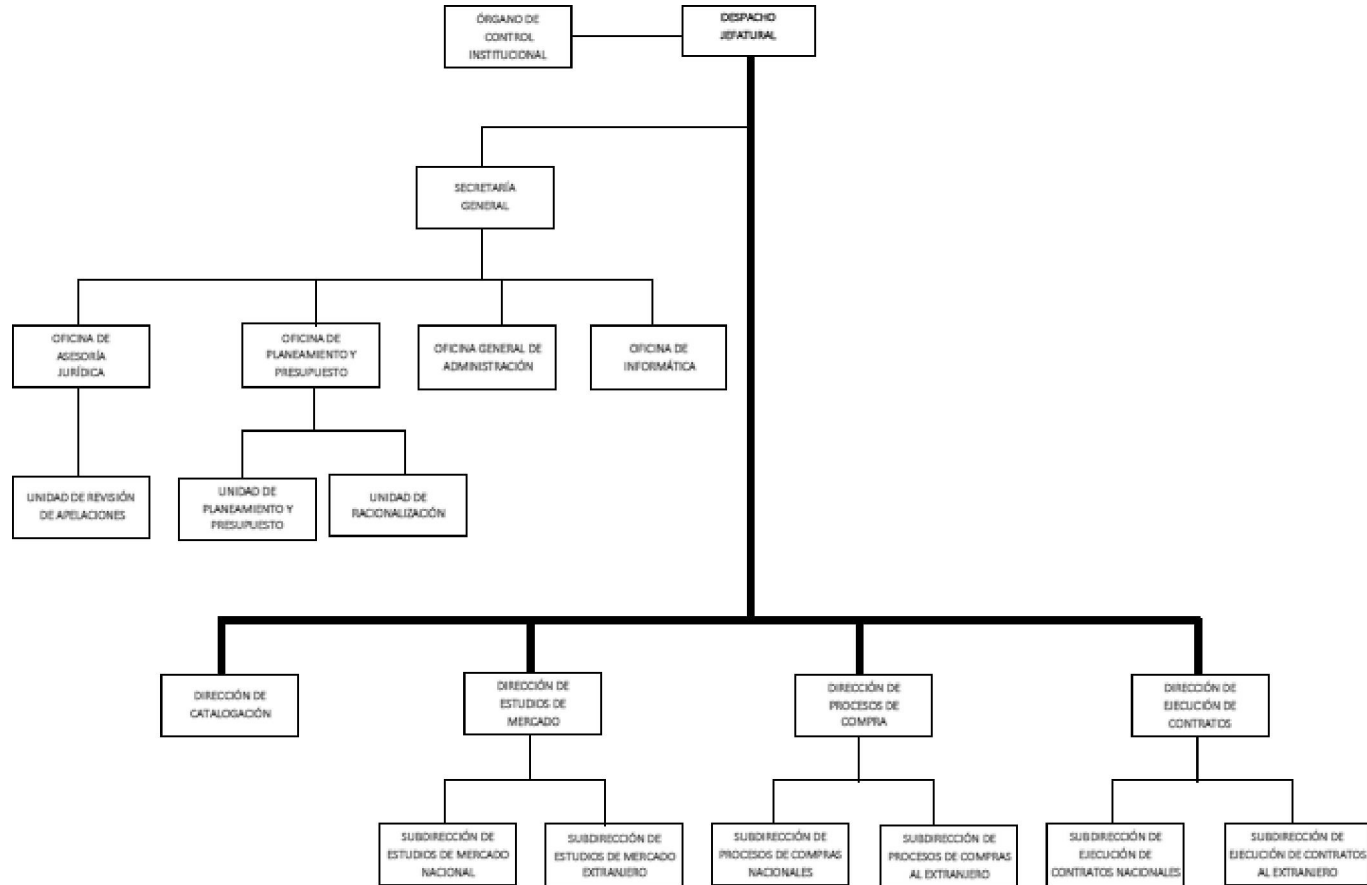 ÓRGANO DE
CONTROL
INSTITUCIONAL
DESPACHO
JEFATURAL
SECRETARÍA
GENERAL
OFICINA DE
ASESORÍA
JURÍDICA
OFICINA DE
PLANEAMIENTO Y
PRESUPUESTO
OFICINA GENERAL DE
ADMINISTRACIÓN
OFICINA DE
INFORMÁTICA
UNIDAD DE REVISIÓN
DE APELACIONES
UNIDAD DE
PLANEAMIENTO Y
PRESUPUESTO
UNIDAD DE
RACIONALIZACIÓN
DIRECCIÓN DE
CATALOGACIÓN
DIRECCIÓN DE
ESTUDIOS DE
MERCADO
DIRECCIÓN DE
PROCESOS DE
COMPRA
DIRECCIÓN DE
EJECUCIÓN DE
CONTRATOS
SUBDIRECCIÓN DE
ESTUDIOS DE MERCADO
NACIONAL
SUBDIRECCIÓN DE
ESTUDIOS DE MERCADO
EXTRANJERO
SUBDIRECCIÓN DE
PROCESOS DE COMPRAS
NACIONALES
SUBDIRECCIÓN DE
PROCESOS DE COMPRAS
AL EXTRANJERO
SUBDIRECCIÓN DE
EJECUCIÓN DE
CONTRATOS NACIONALES
SUBDIRECCIÓN DE
EJECUCIÓN DE CONTRATOS
AL EXTRANJERO